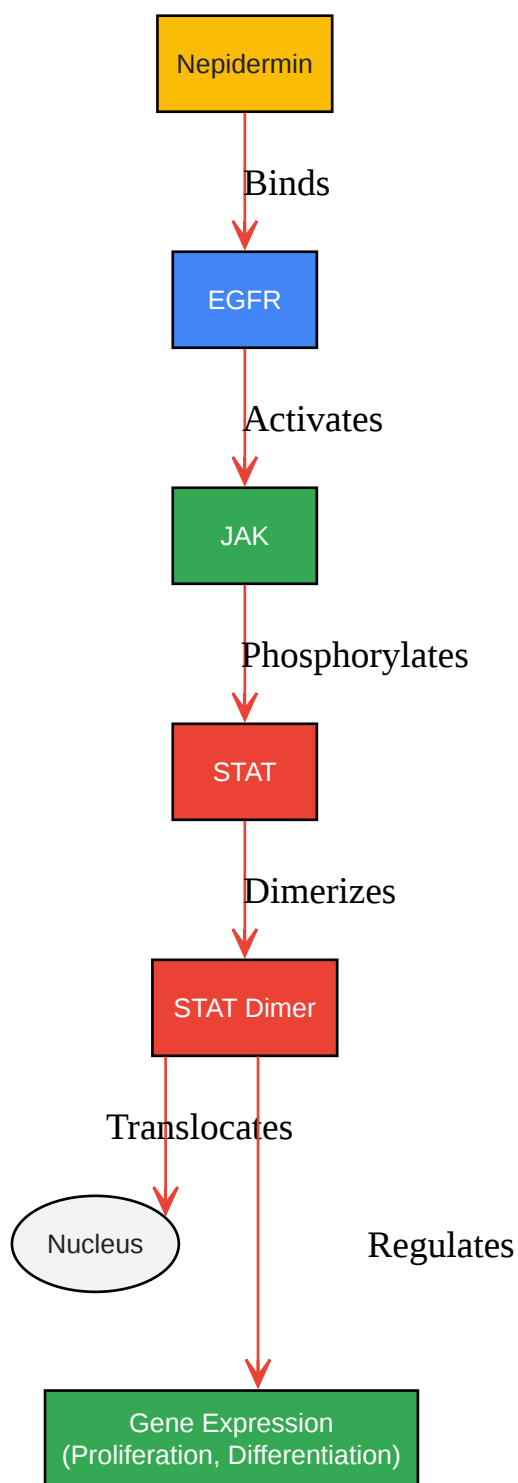 Nepidermin
Binds
EGFR
Activates
JAK
Phosphorylates
STAT
Dimerizes
STAT Dimer
Translocates
Nucleus
Regulates
Gene Expression
(Proliferation, Differentiation)